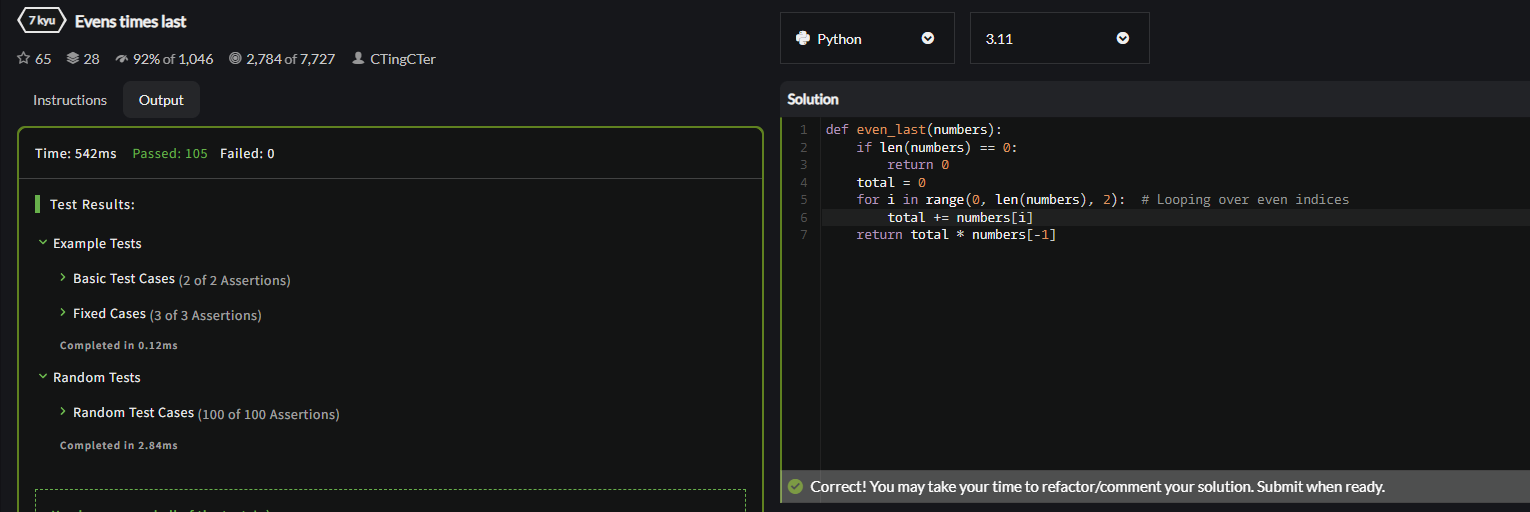 7 kyu Evens times last
65 28 92% of 1,046 2,784 of 7,727 CTingCTer
Instructions Output
Time: 542ms Passed: 105 Failed: 0
Test Results:
Example Tests
Basic Test Cases (2 of 2 Assertions)
Fixed Cases (3 of 3 Assertions)
Completed in 0.12ms
Random Tests
Random Test Cases (100 of 100 Assertions)
Completed in 2.84ms
Python 3.11
Solution
1 def even_last(numbers):
2 if len(numbers) == 0:
3 return 0
4 total = 0
5 for i in range(0, len(numbers), 2): # Looping over even indices
6 total += numbers[i]
7 return total * numbers[-1]
Correct! You may take your time to refactor/comment your solution. Submit when ready.